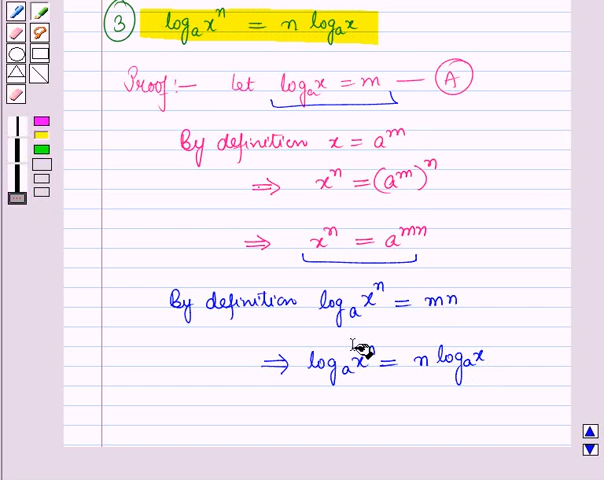 ③ logₐxⁿ = n logₐx
Proof:- let logₐx = m — Ⓐ
By definition x = aᵐ
⇒ xⁿ = (aᵐ)ⁿ
⇒ xⁿ = aᵐⁿ
By definition logₐxⁿ = mn
⇒ logₐxⁿ = n logₐx